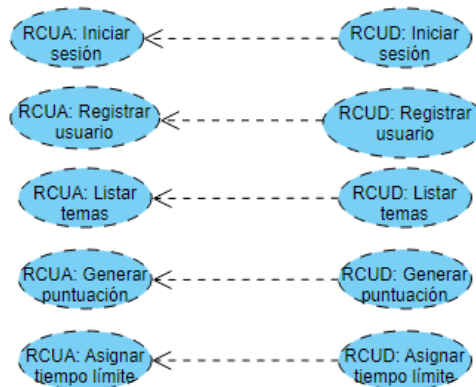 RCUA: Iniciar
sesión
RCUD: Iniciar
sesión
RCUA: Registrar
usuario
RCUD: Registrar
usuario
RCUA: Listar
temas
RCUD: Listar
temas
RCUA: Generar
puntuación
RCUD: Generar
puntuación
RCUA: Asignar
tiempo límite
RCUD: Asignar
tiempo límite